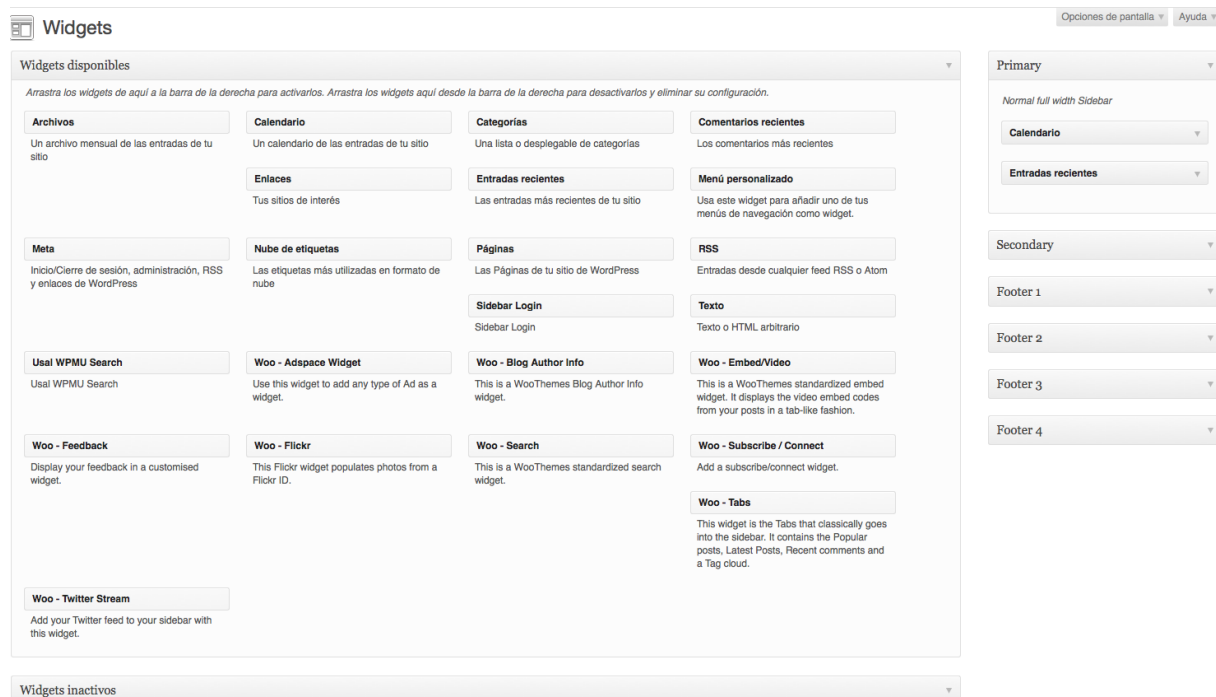 Opciones de pantalla
Ayuda
Widgets
Widgets disponibles
Arrastra los widgets de aquí a la barra de la derecha para activarlos. Arrastra los widgets aquí desde la barra de la derecha para desactivarlos y eliminar su configuración.
Archivos
Un archivo mensual de las entradas de tu
sitio
Calendario
Un calendario de las entradas de tu sitio
Categorías
Una lista o desplegable de categorías
Comentarios recientes
Los comentarios más recientes
Enlaces
Tus sitios de interés
Entradas recientes
Las entradas más recientes de tu sitio
Menú personalizado
Usa este widget para añadir uno de tus
menús de navegación como widget.
Meta
Inicio/Cierre de sesión, administración, RSS
y enlaces de WordPress
Nube de etiquetas
Las etiquetas más utilizadas en formato de
nube
Páginas
Las Páginas de tu sitio de WordPress
RSS
Entradas desde cualquier feed RSS o Atom
Sidebar Login
Sidebar Login
Texto
Texto o HTML arbitrario
Usal WPMU Search
Usal WPMU Search
Woo - Adspace Widget
Use this widget to add any type of Ad as a
widget.
Woo - Blog Author Info
This is a WooThemes Blog Author Info
widget.
Woo - Embed/Video
This is a WooThemes standardized embed
widget. It displays the video embed codes
from your posts in a tab-like fashion.
Woo - Feedback
Display your feedback in a customised
widget.
Woo - Flickr
This Flickr widget populates photos from a
Flickr ID.
Woo - Search
This is a WooThemes standardized search
widget.
Woo - Subscribe / Connect
Add a subscribe/connect widget.
Woo - Tabs
This widget is the Tabs that classically goes
into the sidebar. It contains the Popular
posts, Latest Posts, Recent comments and
a Tag cloud.
Woo - Twitter Stream
Add your Twitter feed to your sidebar with
this widget.
Widgets inactivos
Primary
Normal full width Sidebar
Calendario
Entradas recientes
Secondary
Footer 1
Footer 2
Footer 3
Footer 4